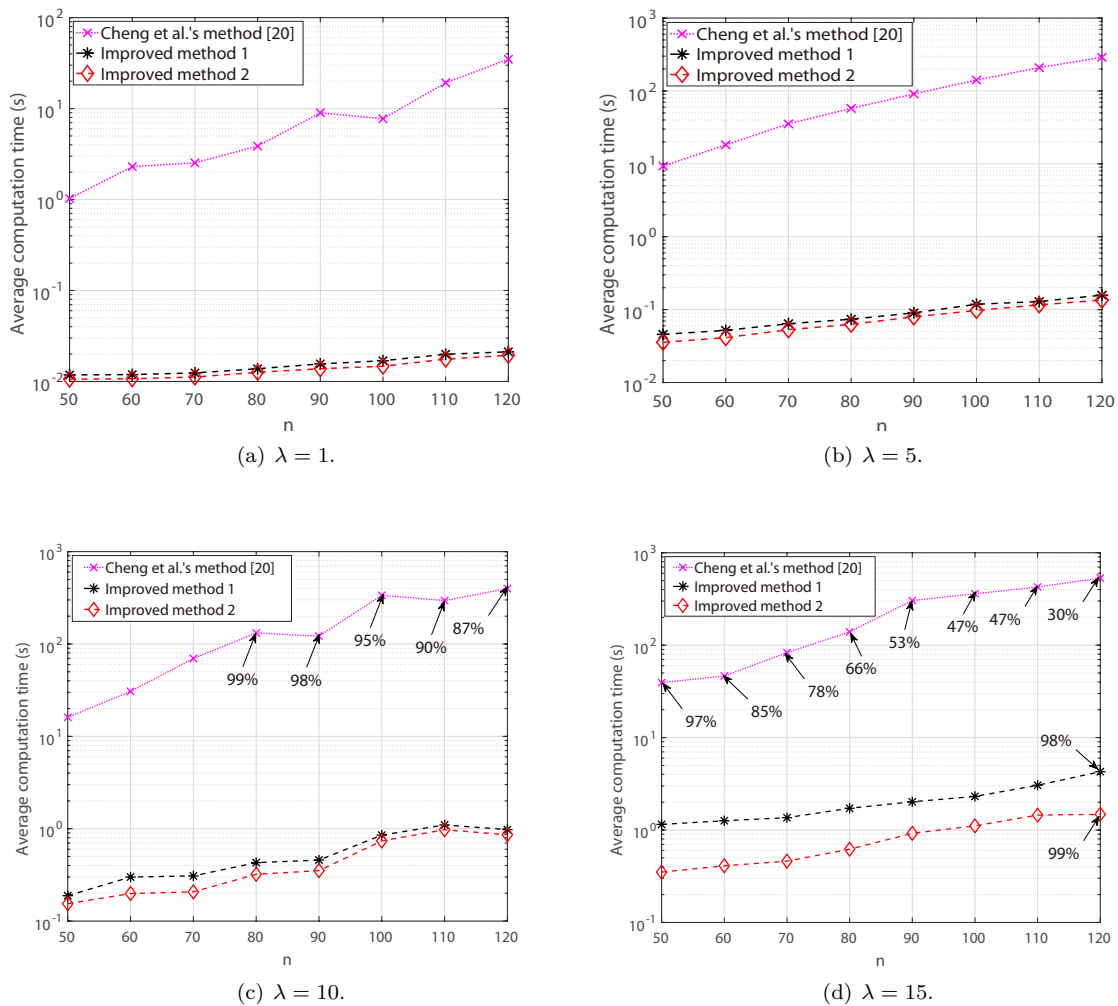 Cheng et al.'s method [20]
Improved method 1
Improved method 2
Average computation time (s)
10^2
10^1
10^0
10^-1
10^-2
50 60 70 80 90 100 110 120
n
(a) λ = 1.
Cheng et al.'s method [20]
Improved method 1
Improved method 2
Average computation time (s)
10^3
10^2
10^1
10^0
10^-1
10^-2
50 60 70 80 90 100 110 120
n
(b) λ = 5.
Cheng et al.'s method [20]
Improved method 1
Improved method 2
Average computation time (s)
10^3
10^2
10^1
10^0
10^-1
99%
98%
95%
90%
87%
50 60 70 80 90 100 110 120
n
(c) λ = 10.
Cheng et al.'s method [20]
Improved method 1
Improved method 2
Average computation time (s)
10^3
10^2
10^1
10^0
10^-1
97%
85%
78%
66%
53%
47%
47%
30%
98%
99%
50 60 70 80 90 100 110 120
n
(d) λ = 15.